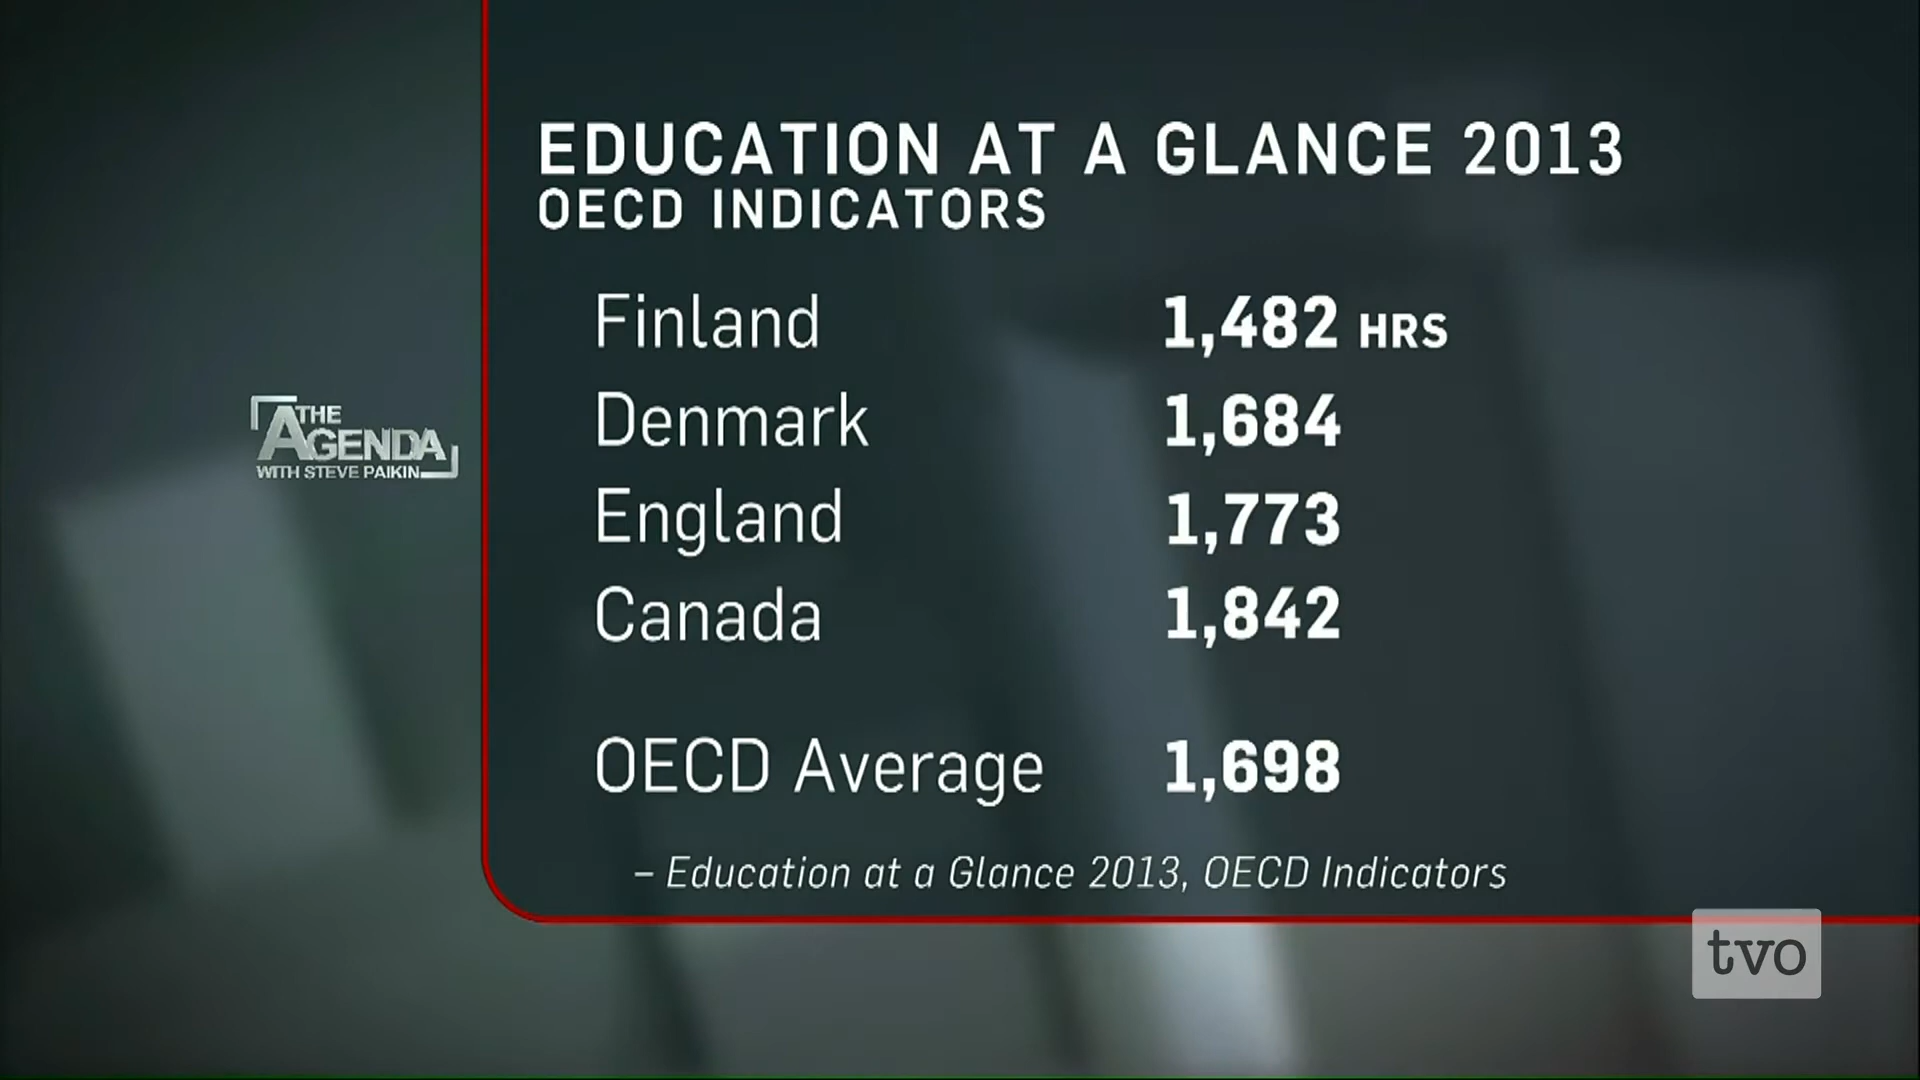 EDUCATION AT A GLANCE 2013
OECD INDICATORS
Finland 1,482 HRS
Denmark 1,684
England 1,773
Canada 1,842
OECD Average 1,698
– Education at a Glance 2013, OECD Indicators
THE
AGENDA
WITH STEVE PAIKIN
tvo